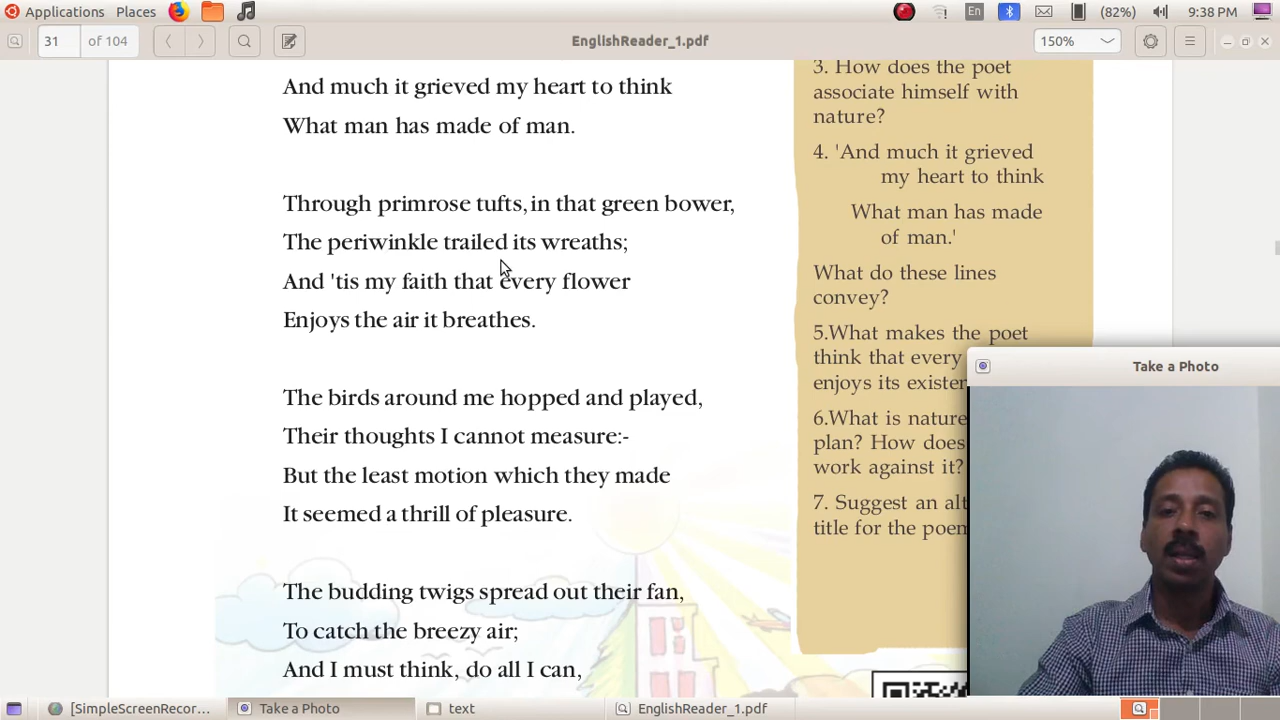 Applications Places En (82%) 9:38 PM
31 of 104 EnglishReader_1.pdf 150%
And much it grieved my heart to think
What man has made of man.
Through primrose tufts, in that green bower,
The periwinkle trailed its wreaths;
And 'tis my faith that every flower
Enjoys the air it breathes.
The birds around me hopped and played,
Their thoughts I cannot measure:-
But the least motion which they made
It seemed a thrill of pleasure.
The budding twigs spread out their fan,
To catch the breezy air;
And I must think, do all I can,
3. How does the poet
associate himself with
nature?
4. 'And much it grieved
my heart to think
What man has made
of man.'
What do these lines
convey?
5.What makes the poet
think that every
enjoys its
6.What is nature
plan? How does
work against it?
7. Suggest an
title for the
Take a Photo
[SimpleScreenRecor... Take a Photo text EnglishReader_1.pdf